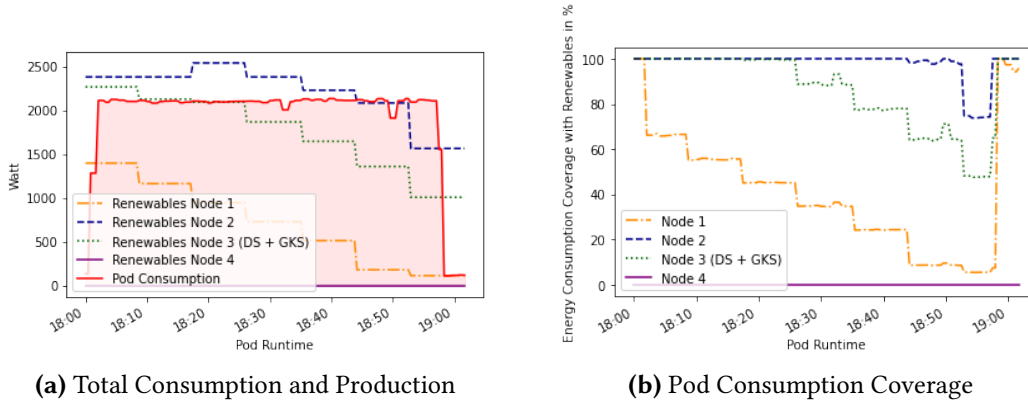 2500
2000
1500
1000
500
0
Watt
Renewables Node 1
Renewables Node 2
Renewables Node 3 (DS + GKS)
Renewables Node 4
Pod Consumption
18:00
18:10
18:20
18:30
18:40
18:50
19:00
Pod Runtime
(a) Total Consumption and Production
Energy Consumption Coverage with Renewables in %
100
80
60
40
20
0
Node 1
Node 2
Node 3 (DS + GKS)
Node 4
18:00
18:10
18:20
18:30
18:40
18:50
19:00
Pod Runtime
(b) Pod Consumption Coverage